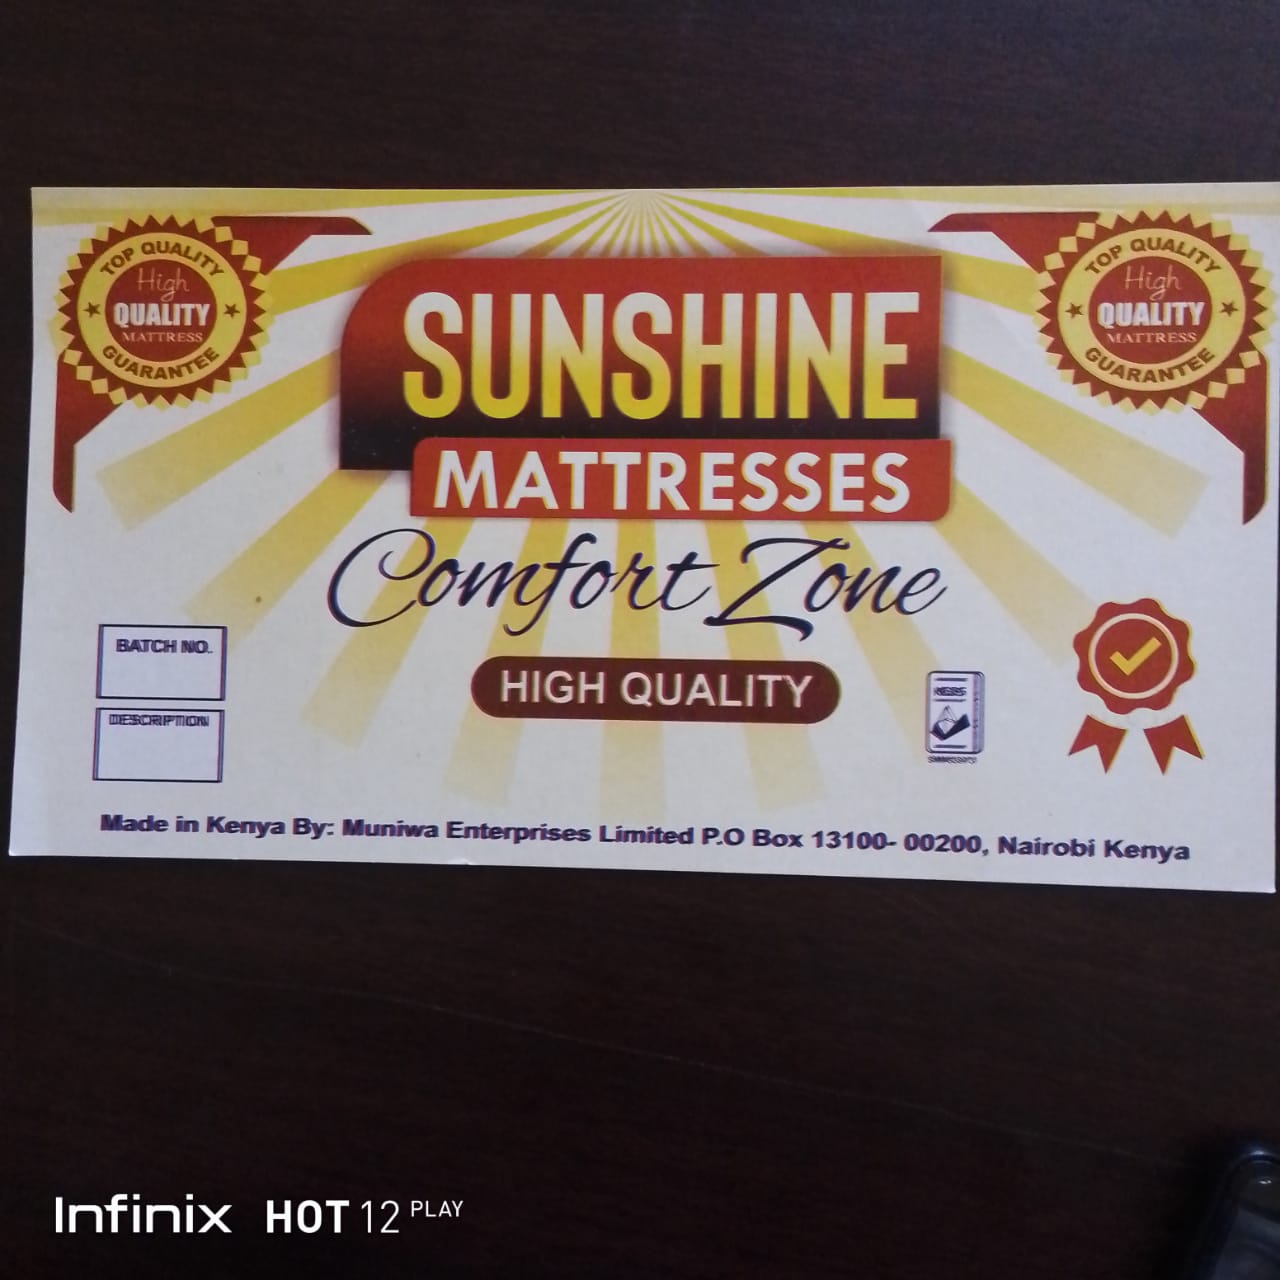 TOP QUALITY
High
QUALITY
MATTRESS
GUARANTEE
TOP QUALITY
High
QUALITY
MATTRESS
GUARANTEE
SUNSHINE
MATTRESSES
Comfort Zone
HIGH QUALITY
BATCH NO.
DESCRIPTION
Made in Kenya By: Muniwa Enterprises Limited P.O Box 13100- 00200, Nairobi Kenya
Infinix HOT 12 PLAY